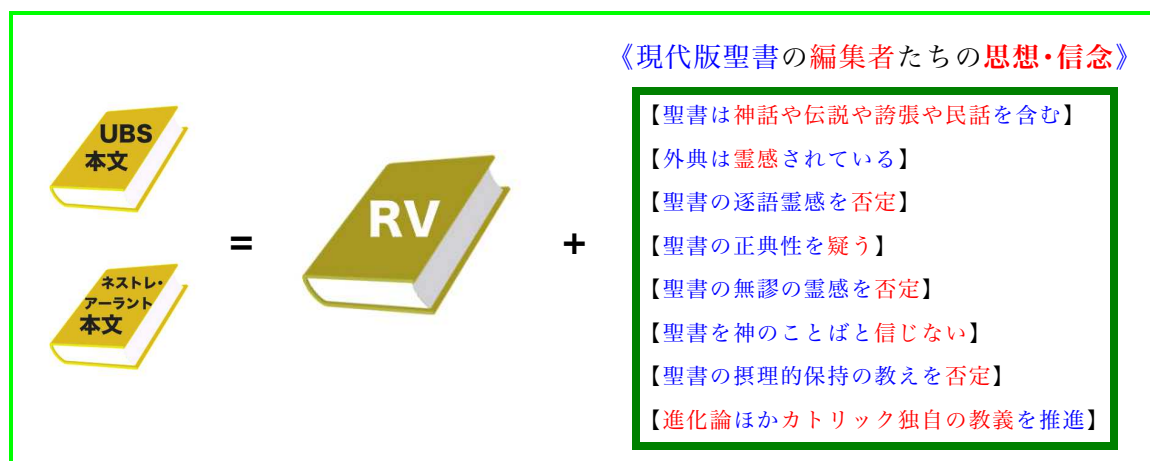 《現代版聖書の編集者たちの思想・信念》
UBS
本文
ネストレ・
アーラント
本文
=
RV
+
【聖書は神話や伝説や誇張や民話を含む】
【外典は霊感されている】
【聖書の逐語霊感を否定】
【聖書の正典性を疑う】
【聖書の無謬の霊感を否定】
【聖書を神のことばと信じない】
【聖書の摂理的保持の教えを否定】
【進化論ほかカトリック独自の教義を推進】